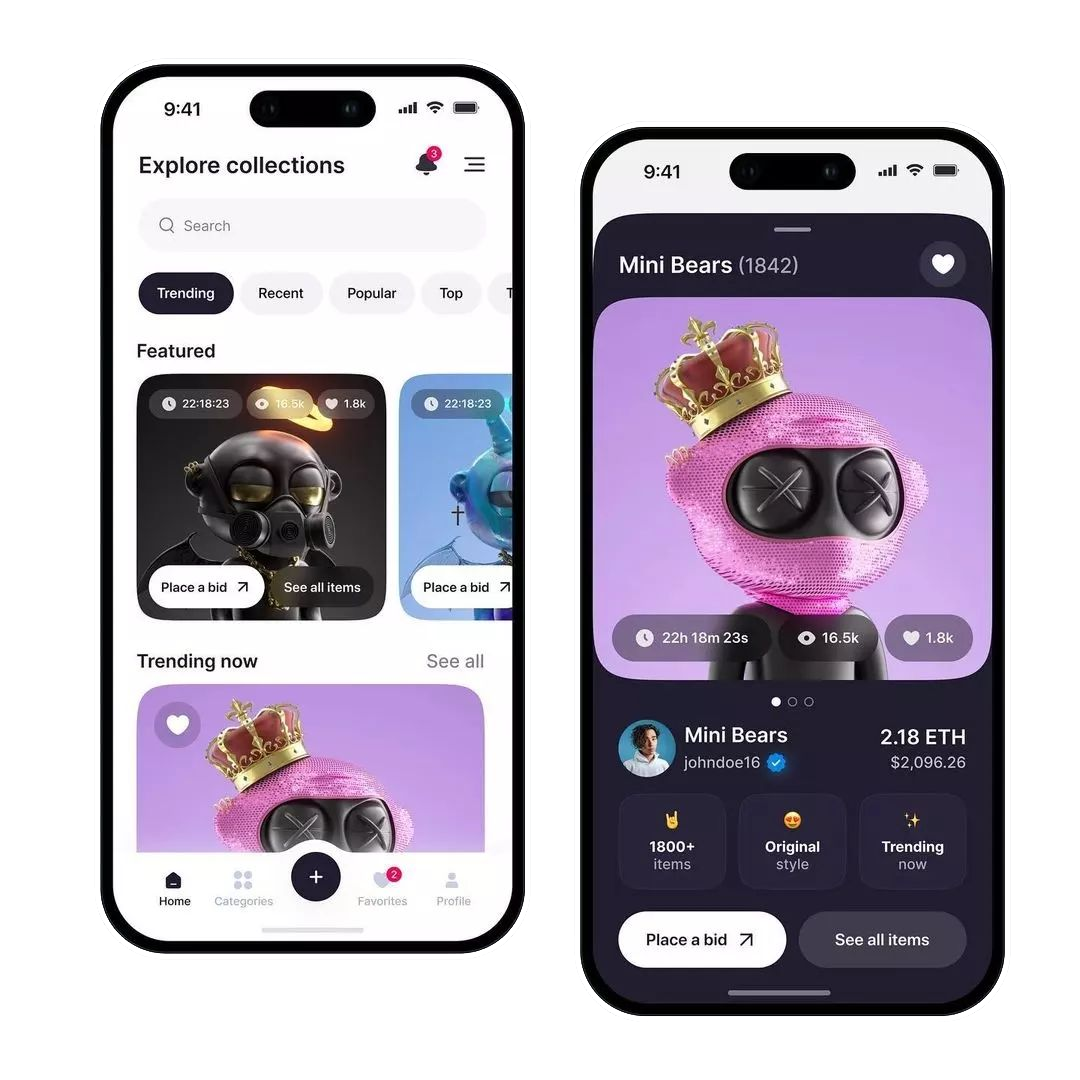 9:41
Explore collections
3
Search
Trending Recent Popular Top T
Featured
22:18:23 16.5k 1.8k
22:18:23
Place a bid See all items
Place a bid
Trending now See all
Home Categories + Favorites 2 Profile
9:41
Mini Bears (1842)
22h 18m 23s 16.5k 1.8k
Mini Bears 2.18 ETH
johndoe16 $2,096.26
1800+ Original Trending
items style now
Place a bid See all items